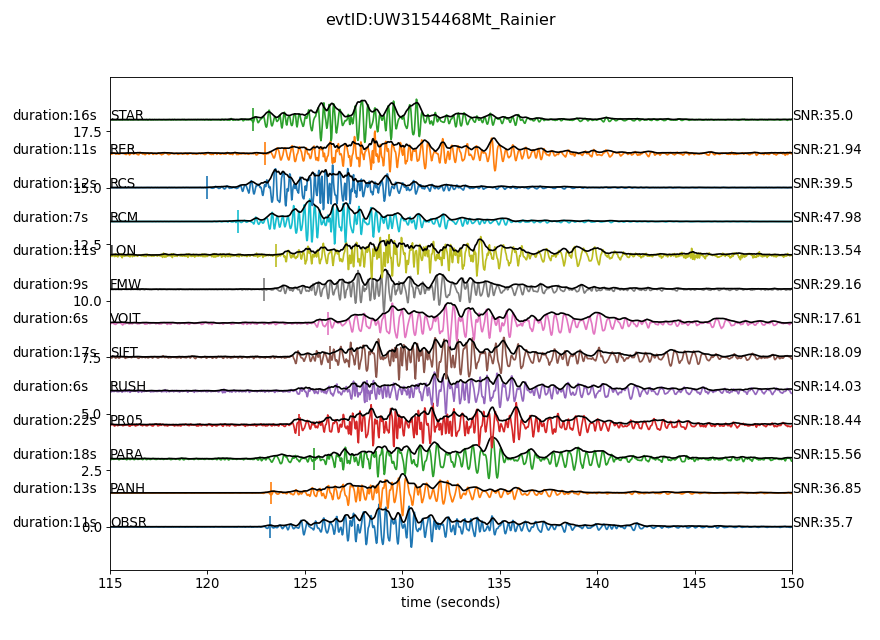 evtID:UW3154468Mt_Rainier
duration:16s STAR SNR:35.0
17.5
duration:11s RER SNR:21.94
duration:12s RCS SNR:39.5
15.0
duration:7s RCM SNR:47.98
12.5
duration:11s LON SNR:13.54
duration:9s FMW SNR:29.16
10.0
duration:6s VOIT SNR:17.61
duration:17s SIFT SNR:18.09
7.5
duration:6s RUSH SNR:14.03
5.0
duration:22s PR05 SNR:18.44
duration:18s PARA SNR:15.56
2.5
duration:13s PANH SNR:36.85
duration:11s OBSR SNR:35.7
0.0
115 120 125 130 135 140 145 150
time (seconds)